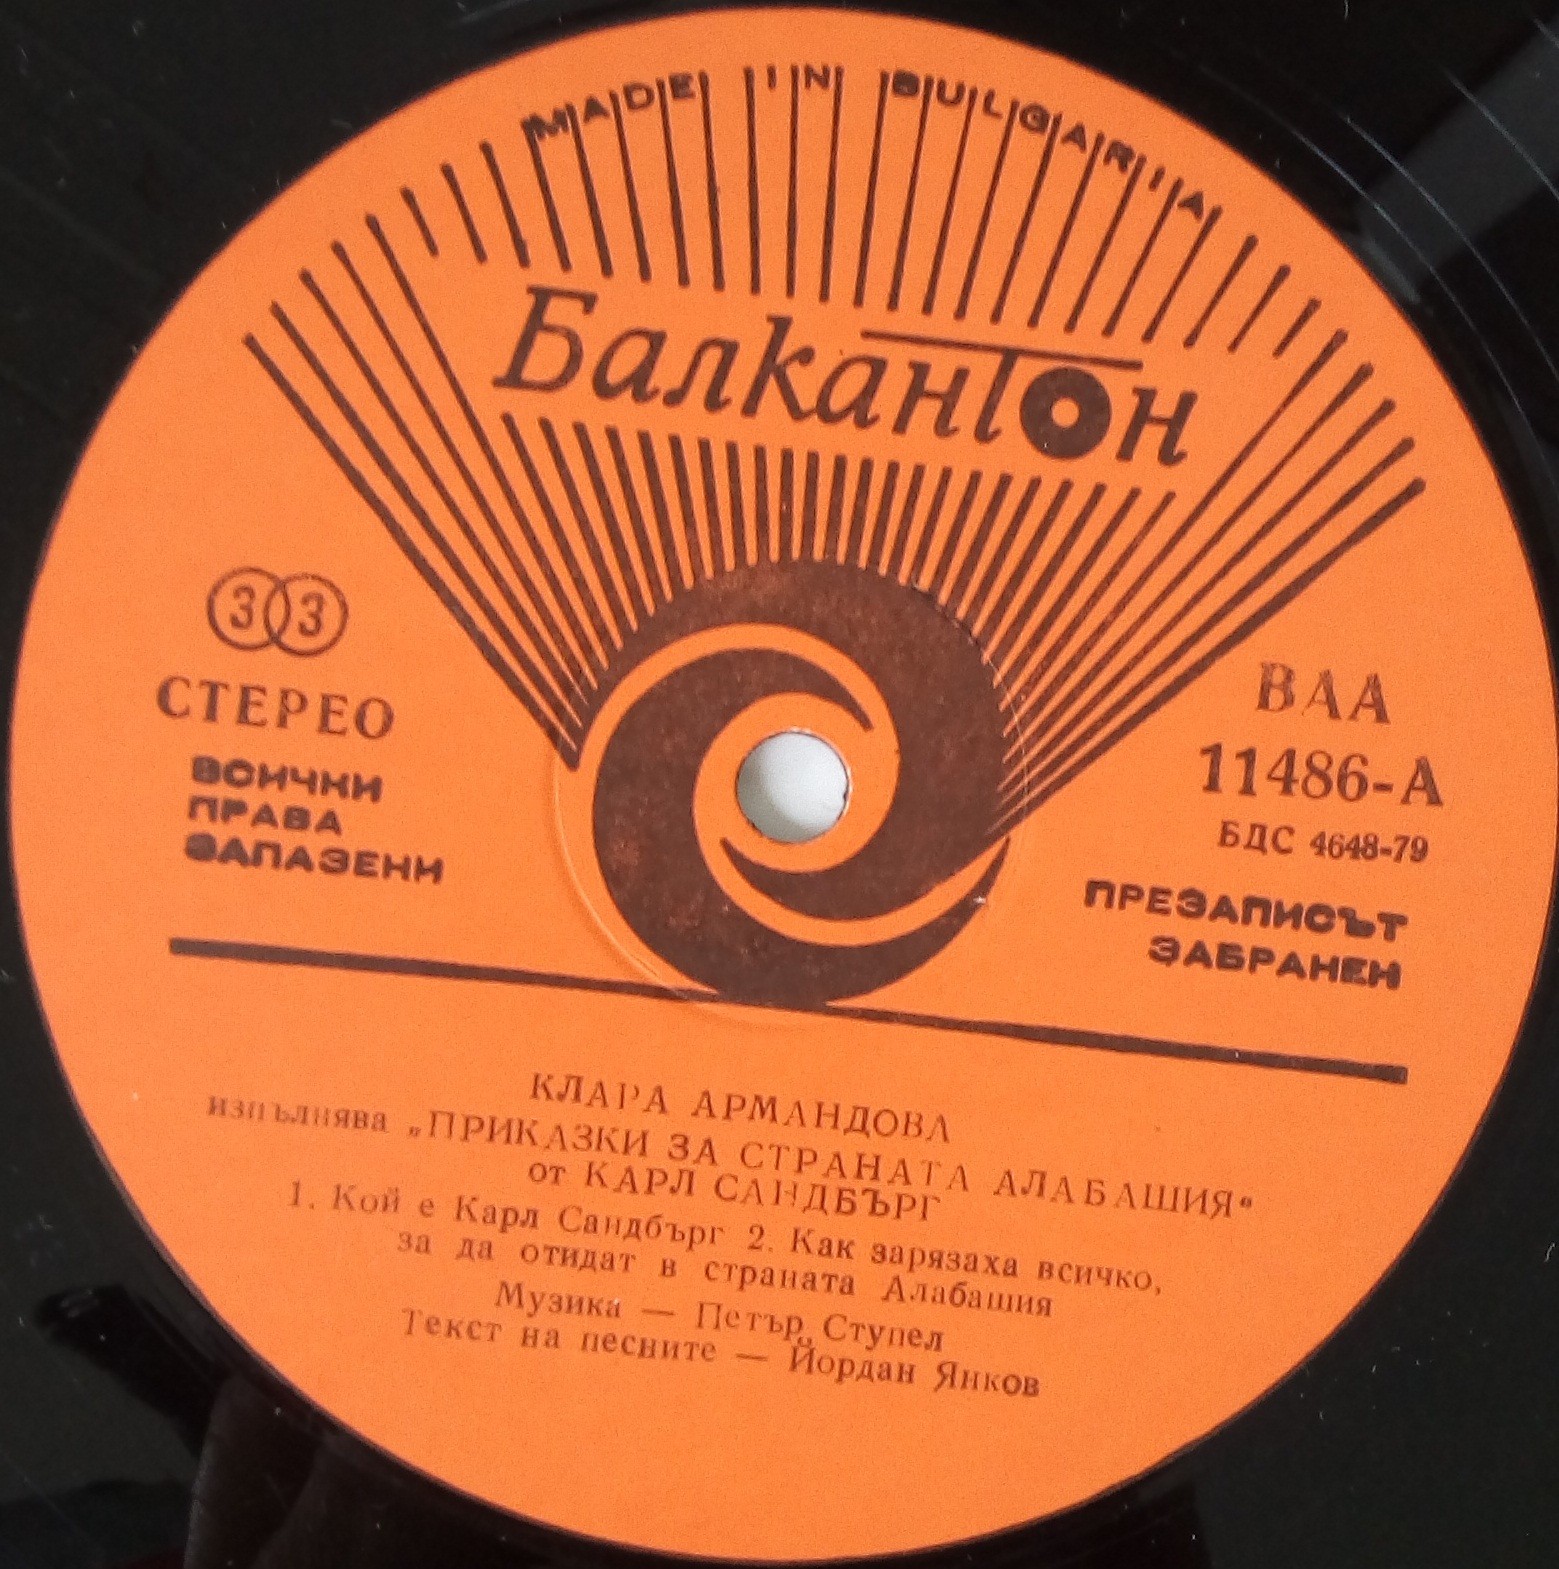 MADE IN BULGARIA
Балкантон
33
СТЕРЕО
ВСИЧКИ
ПРАВА
ЗАПАЗЕНИ
ВАА
11486-А
БДС 4648-79
ПРЕЗАПИСЪТ
ЗАБРАНЕН
КЛАРА АРМАНДОВА
изпълнява „ПРИКАЗКИ ЗА СТРАНАТА АЛАБАШИЯ“
от КАРЛ САНДБЪРГ
1. Кой е Карл Сандбърг 2. Как зарязаха всичко,
за да отидат в страната Алабашия
Музика — Петър Ступел
Текст на песните — Йордан Янков